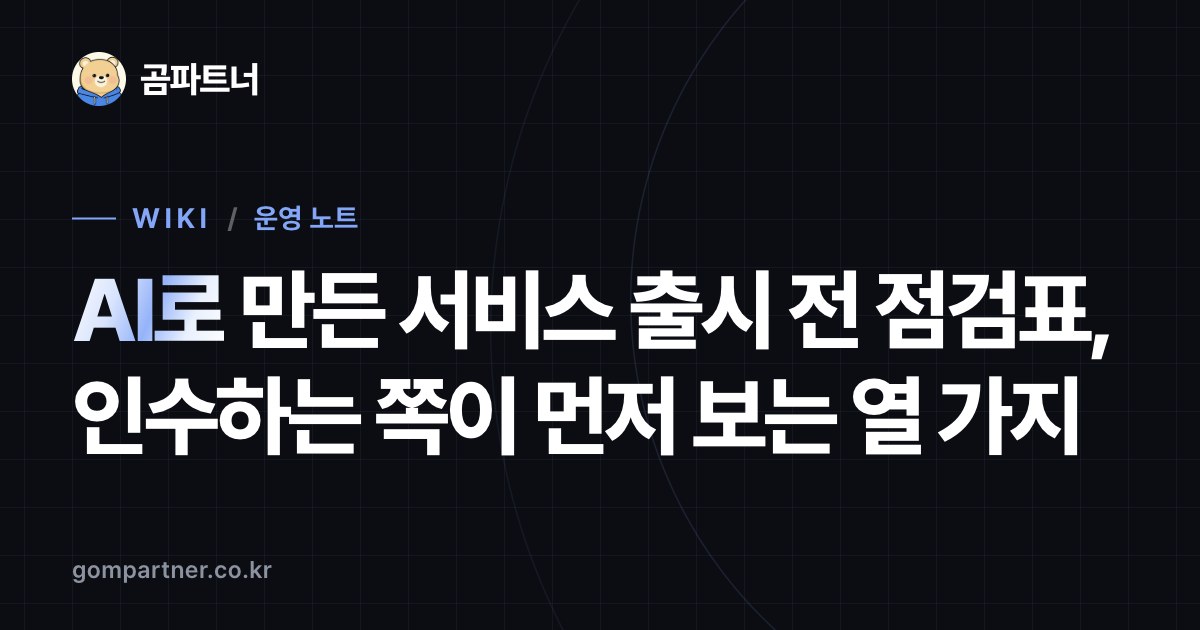 곰파트너
WIKI / 운영 노트
AI로 만든 서비스 출시 전 점검표,
인수하는 쪽이 먼저 보는 열 가지
gompartner.co.kr